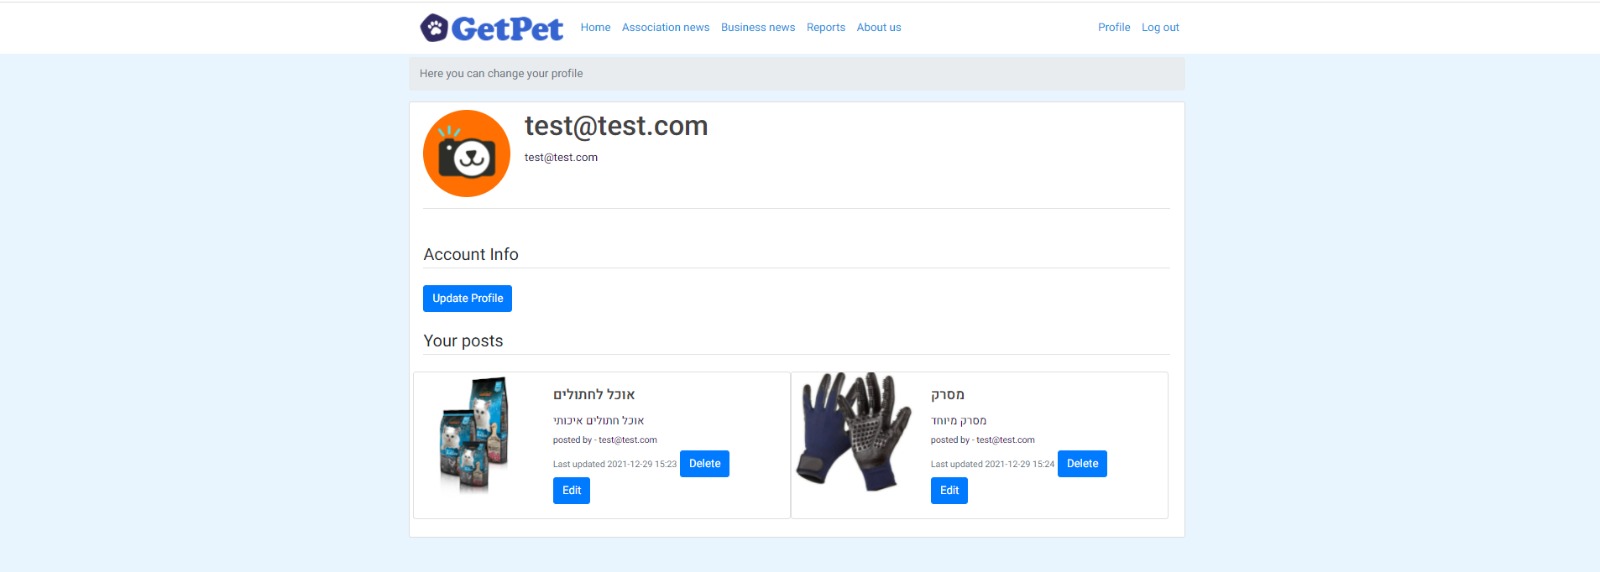 GetPet Home Association news Business news Reports About us Profile Log out
Here you can change your profile
test@test.com
test@test.com
Account Info
Update Profile
Your posts
אוכל לחתולים
אוכל חתולים איכותי
posted by - test@test.com
Last updated 2021-12-29 15:23 Delete
Edit
מסרק
מסרק מיוחד
posted by - test@test.com
Last updated 2021-12-29 15:24 Delete
Edit